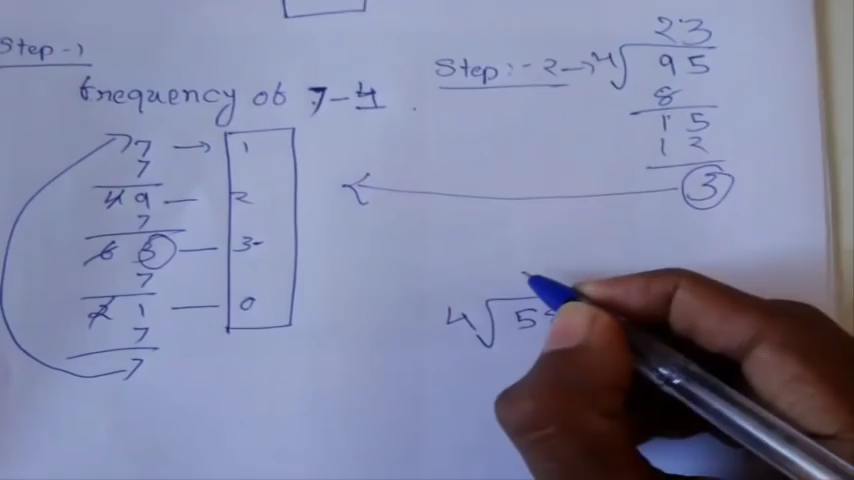 Step-1
frequency of 7-4
7 → 1
7
49 — 2
7
63 — 3
7
21 — 0
7
7
Step:-2→ 4√95
23
8
15
12
3
4√5